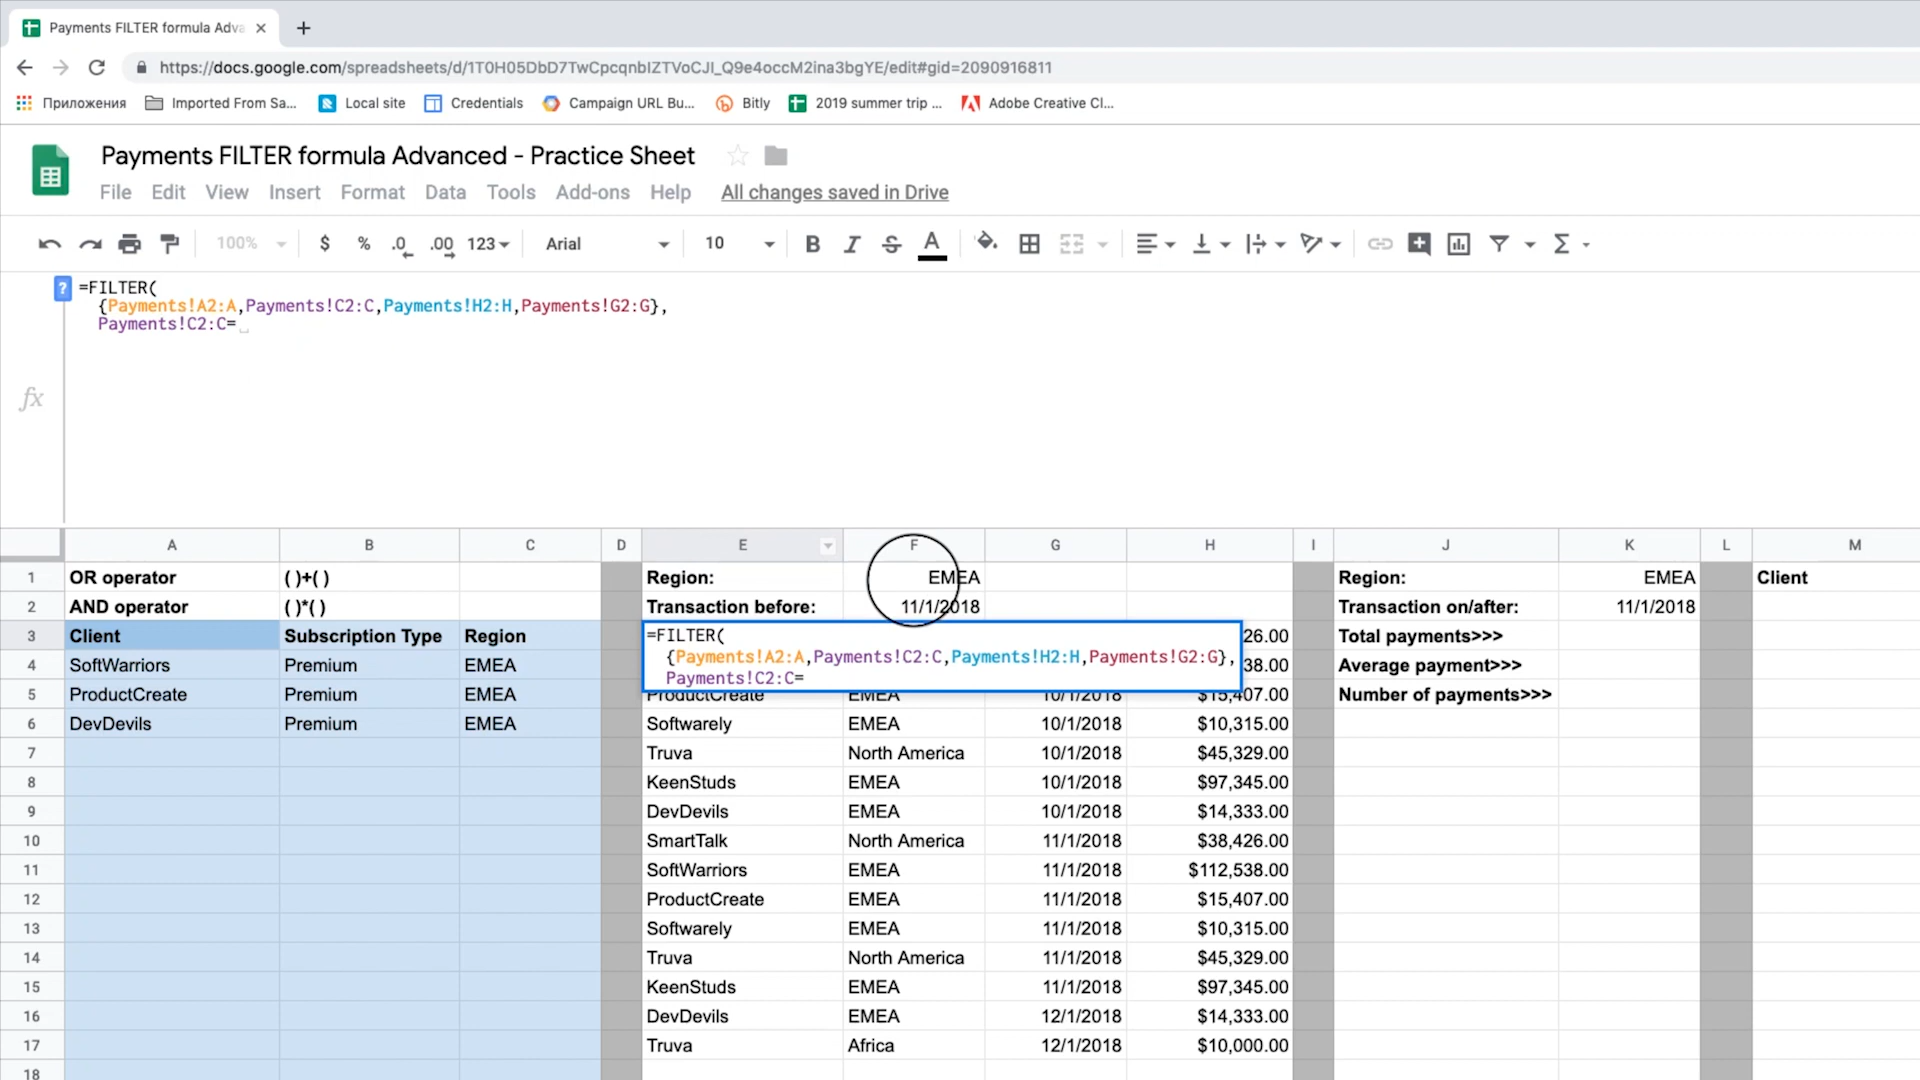 Payments FILTER formula Adva
https://docs.google.com/spreadsheets/d/1T0H05DbD7TwCpcqnbIZTVoCJI_Q9e4occM2ina3bgYE/edit#gid=2090916811
Приложения Imported From Sa... Local site Credentials Campaign URL Bu... Bitly 2019 summer trip ... Adobe Creative Cl...
Payments FILTER formula Advanced - Practice Sheet
File Edit View Insert Format Data Tools Add-ons Help All changes saved in Drive
100% $ % .0 .00 123 Arial 10 B I S A Σ
? =FILTER(
{Payments!A2:A,Payments!C2:C,Payments!H2:H,Payments!G2:G},
Payments!C2:C=
fx
A B C D E F G H I J K L M
1 OR operator ( )+( ) Region: EMEA Region: EMEA Client
2 AND operator ( )*( ) Transaction before: 11/1/2018 Transaction on/after: 11/1/2018
3 Client Subscription Type Region =FILTER( 26.00 Total payments>>>
{Payments!A2:A,Payments!C2:C,Payments!H2:H,Payments!G2:G},
4 SoftWarriors Premium EMEA 38.00 Average payment>>>
Payments!C2:C=
5 ProductCreate Premium EMEA ProductCreate EMEA 10/1/2018 $15,407.00 Number of payments>>>
6 DevDevils Premium EMEA Softwarely EMEA 10/1/2018 $10,315.00
7 Truva North America 10/1/2018 $45,329.00
8 KeenStuds EMEA 10/1/2018 $97,345.00
9 DevDevils EMEA 10/1/2018 $14,333.00
10 SmartTalk North America 11/1/2018 $38,426.00
11 SoftWarriors EMEA 11/1/2018 $112,538.00
12 ProductCreate EMEA 11/1/2018 $15,407.00
13 Softwarely EMEA 11/1/2018 $10,315.00
14 Truva North America 11/1/2018 $45,329.00
15 KeenStuds EMEA 11/1/2018 $97,345.00
16 DevDevils EMEA 12/1/2018 $14,333.00
17 Truva Africa 12/1/2018 $10,000.00
18